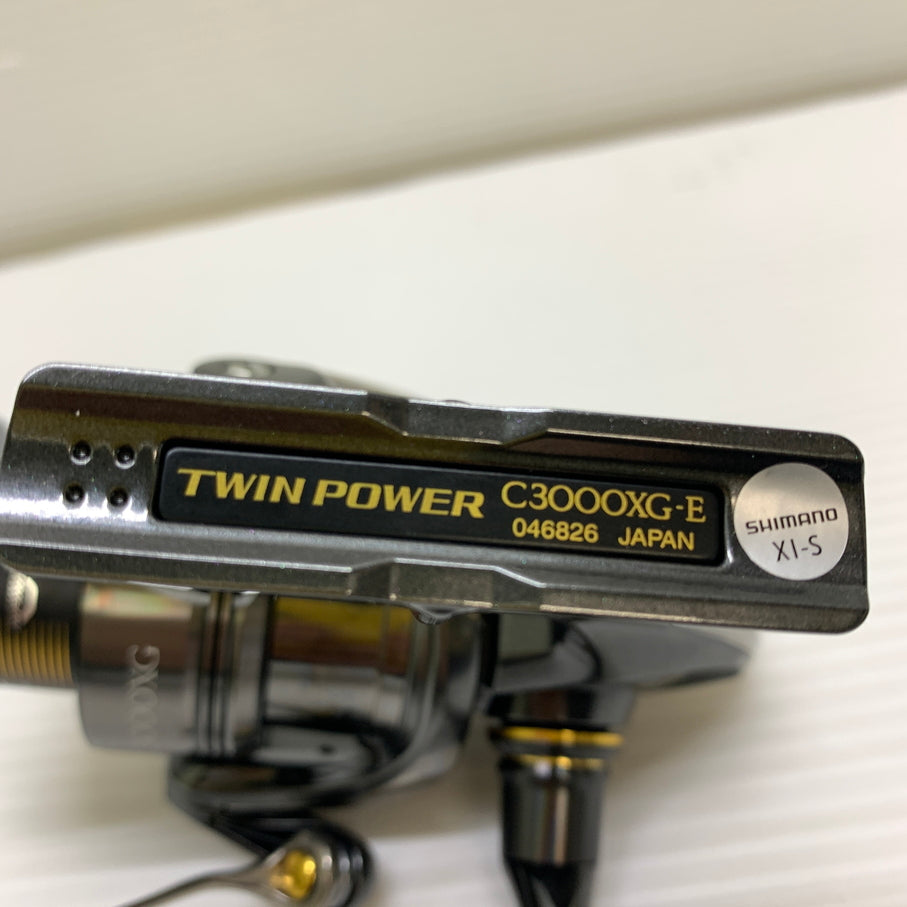 TWIN POWER C3000XG-E
046826 JAPAN
SHIMANO
XI-S